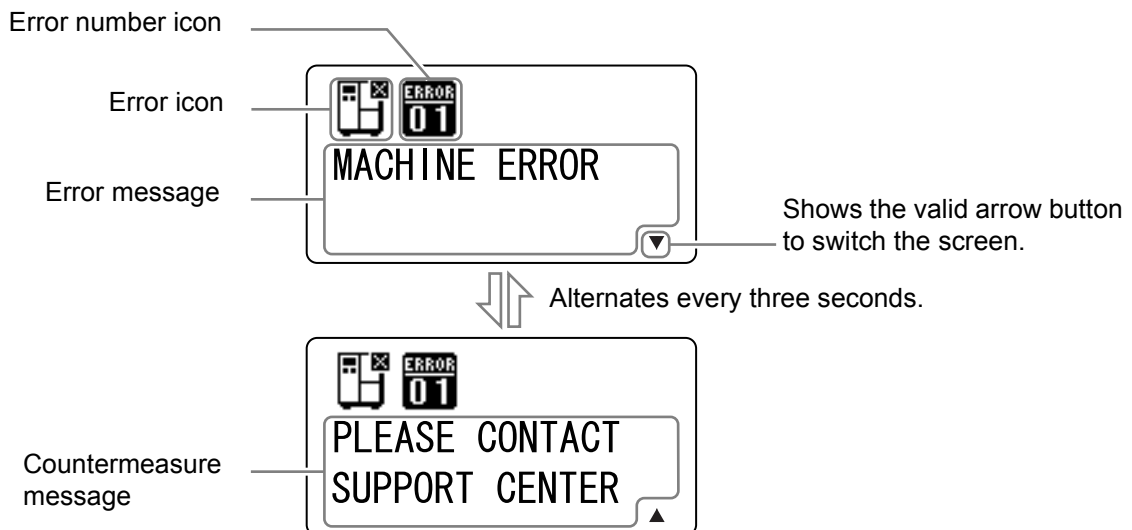 Error number icon
Error icon
ERROR
01
MACHINE ERROR
Error message
Shows the valid arrow button
to switch the screen.
Alternates every three seconds.
ERROR
01
PLEASE CONTACT
SUPPORT CENTER
Countermeasure
message